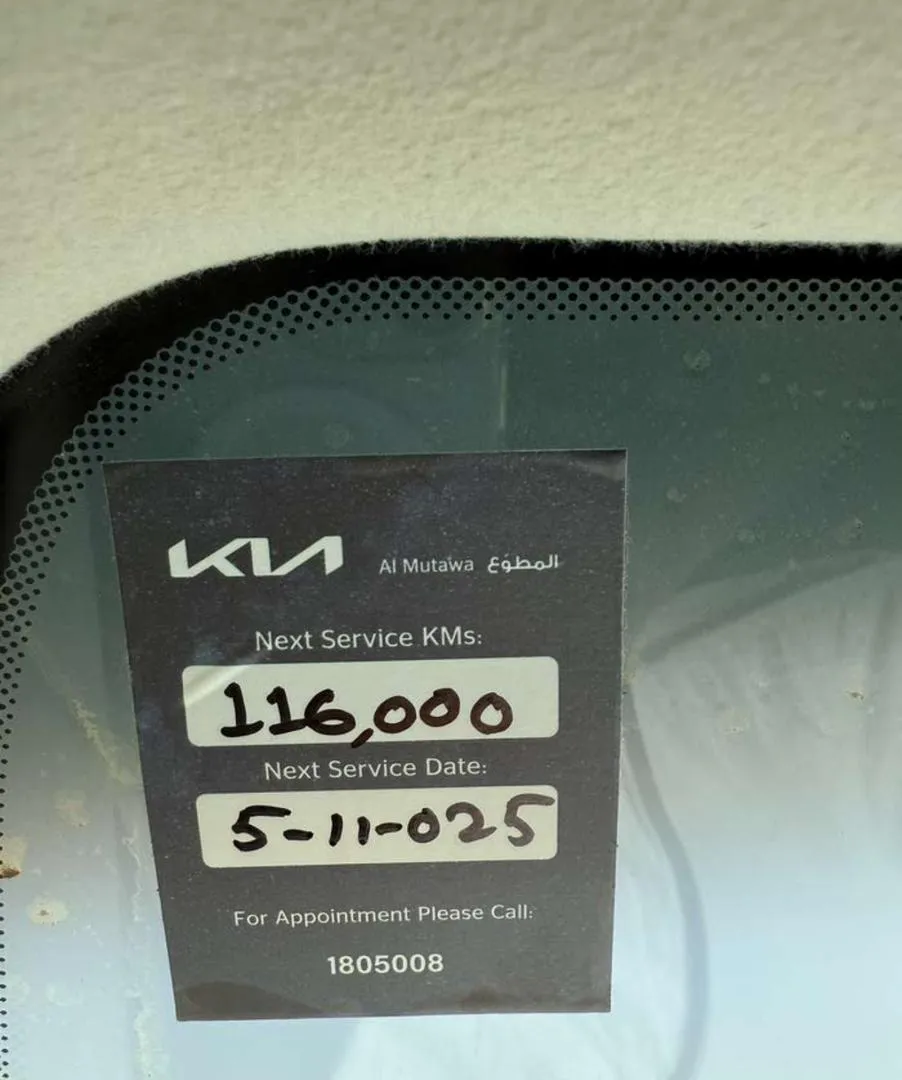 KIA Al Mutawa المطوّع
Next Service KMs:
116,000
Next Service Date:
5-11-025
For Appointment Please Call:
1805008